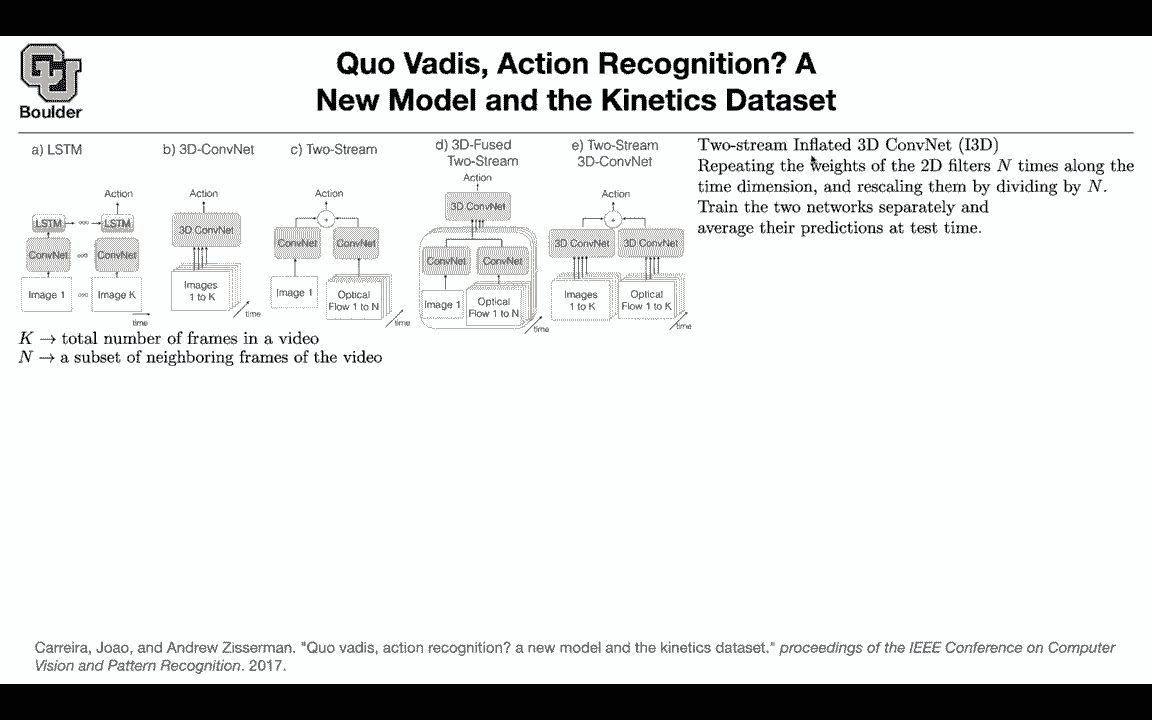 CU
Boulder
Quo Vadis, Action Recognition? A
New Model and the Kinetics Dataset
a) LSTM
Action
LSTM LSTM
ConvNet ConvNet
Image 1 Image K
time
b) 3D-ConvNet
Action
3D ConvNet
Images
1 to K
time
c) Two-Stream
Action
+
ConvNet ConvNet
Image 1
Optical
Flow 1 to N
time
d) 3D-Fused
Two-Stream
Action
3D ConvNet
ConvNet ConvNet
Image 1
Optical
Flow 1 to N
time
e) Two-Stream
3D-ConvNet
Action
+
3D ConvNet 3D ConvNet
Images
1 to K
Optical
Flow 1 to K
time
K → total number of frames in a video
N → a subset of neighboring frames of the video
Two-stream Inflated 3D ConvNet (I3D)
Repeating the weights of the 2D filters N times along the
time dimension, and rescaling them by dividing by N.
Train the two networks separately and
average their predictions at test time.
Carreira, Joao, and Andrew Zisserman. "Quo vadis, action recognition? a new model and the kinetics dataset." proceedings of the IEEE Conference on Computer
Vision and Pattern Recognition. 2017.